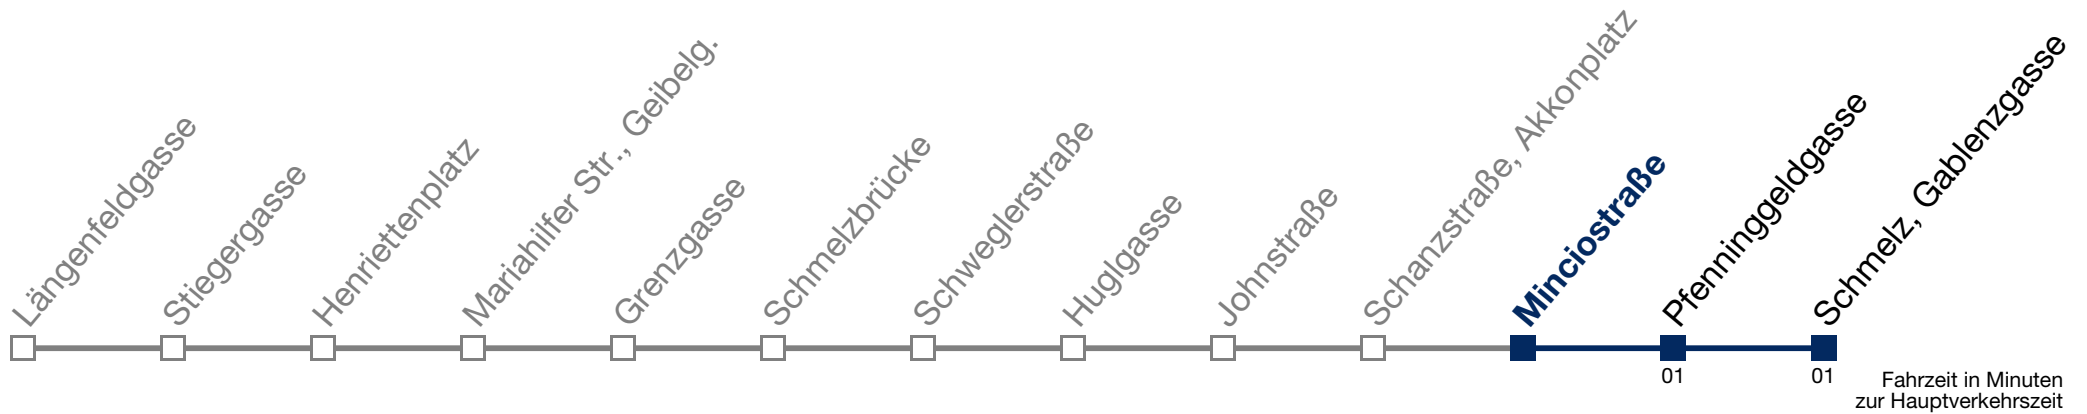 Längenfeldgasse
Stiegergasse
Henriettenplatz
Mariahilfer Str., Geibelg.
Grenzgasse
Schmelzbrücke
Schweglerstraße
Huglgasse
Johnstraße
Schanzstraße, Akkonplatz
Minciostraße
Pfenninggeldgasse
Schmelz, Gablenzgasse
01
01
Fahrzeit in Minuten
zur Hauptverkehrszeit